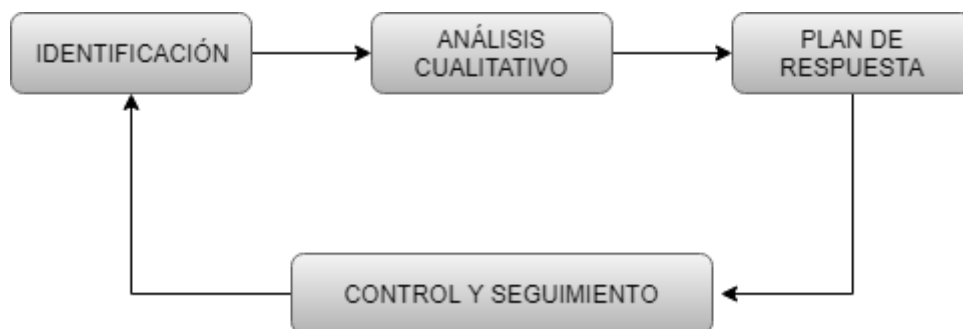 IDENTIFICACIÓN
ANÁLISIS
CUALITATIVO
PLAN DE
RESPUESTA
CONTROL Y SEGUIMIENTO